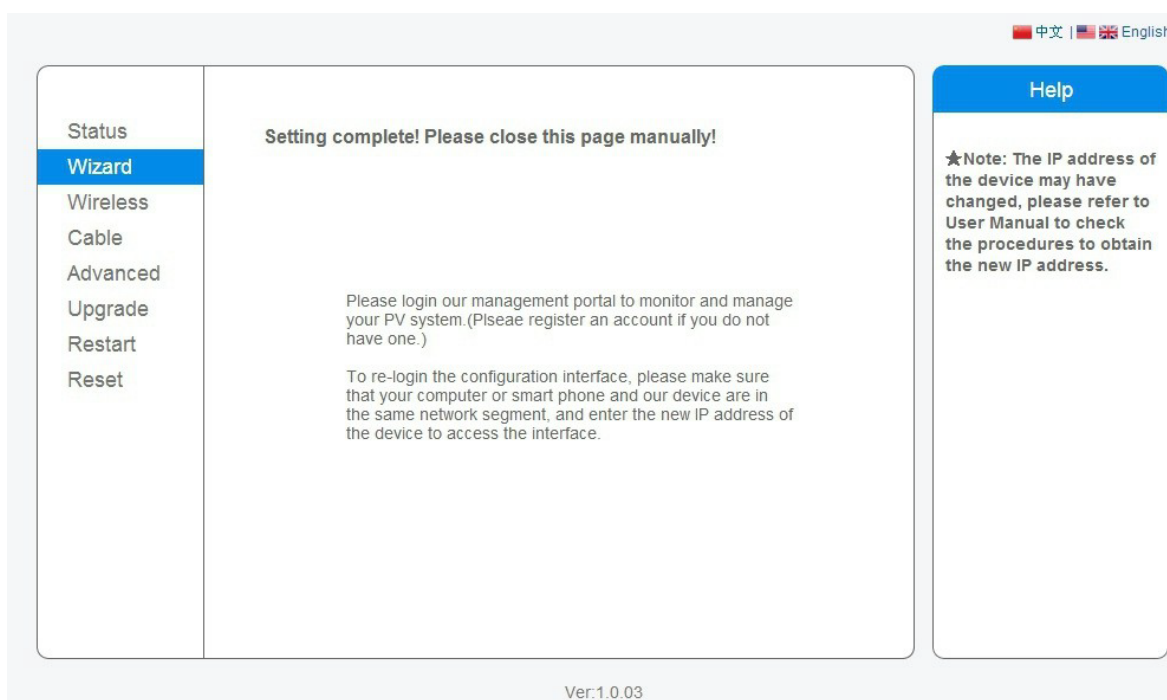 中文 | English
Status
Wizard
Wireless
Cable
Advanced
Upgrade
Restart
Reset
Setting complete! Please close this page manually!
Please login our management portal to monitor and manage
your PV system.(Plseae register an account if you do not
have one.)
To re-login the configuration interface, please make sure
that your computer or smart phone and our device are in
the same network segment, and enter the new IP address of
the device to access the interface.
Help
★Note: The IP address of
the device may have
changed, please refer to
User Manual to check
the procedures to obtain
the new IP address.
Ver:1.0.03